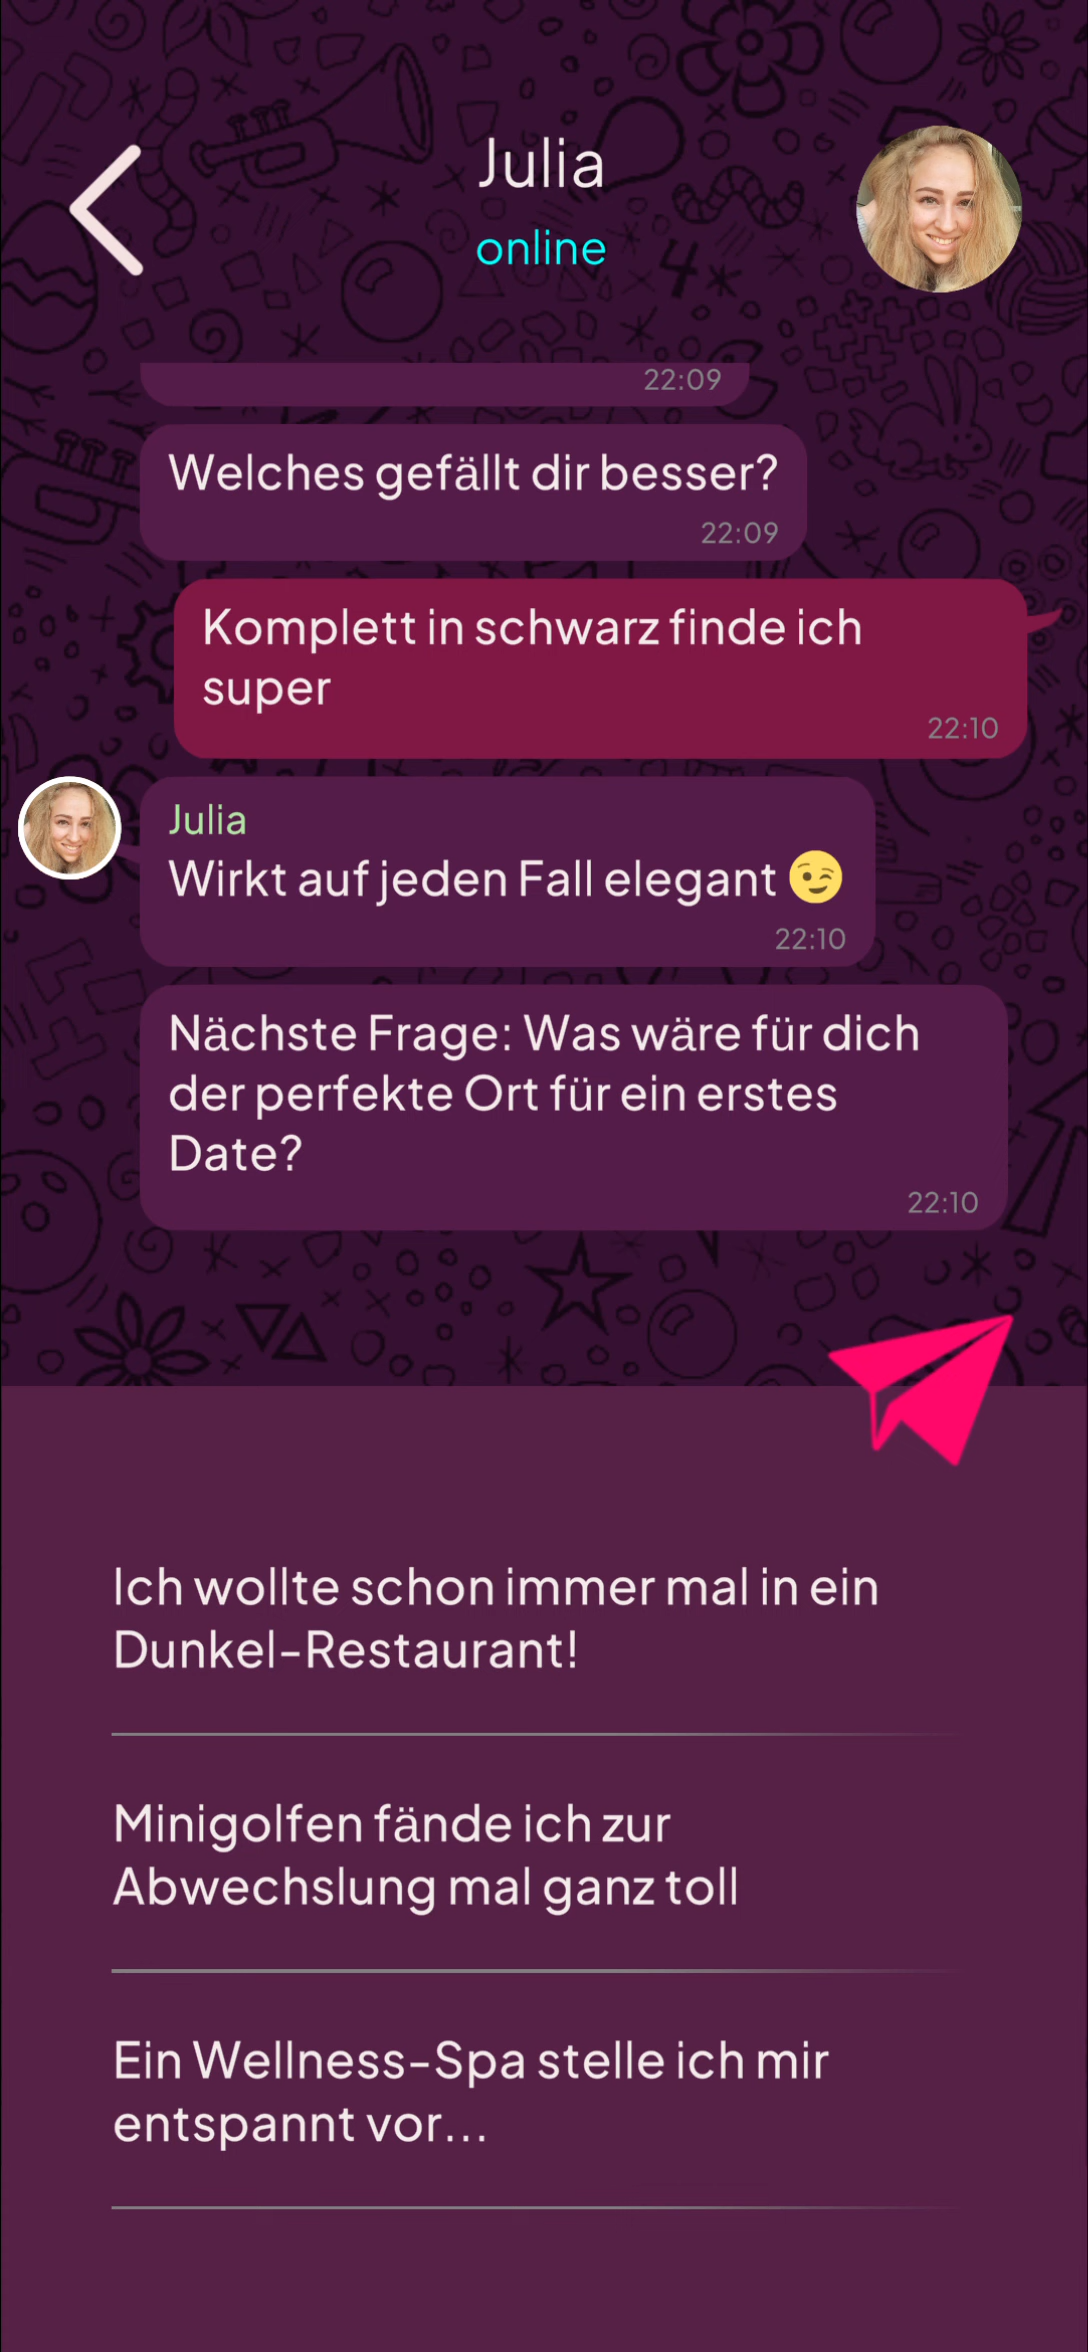 Julia
online
22:09
Welches gefällt dir besser?
22:09
Komplett in schwarz finde ich
super
22:10
Julia
Wirkt auf jeden Fall elegant 😉
22:10
Nächste Frage: Was wäre für dich
der perfekte Ort für ein erstes
Date?
22:10
Ich wollte schon immer mal in ein
Dunkel-Restaurant!
Minigolfen fände ich zur
Abwechslung mal ganz toll
Ein Wellness-Spa stelle ich mir
entspannt vor...